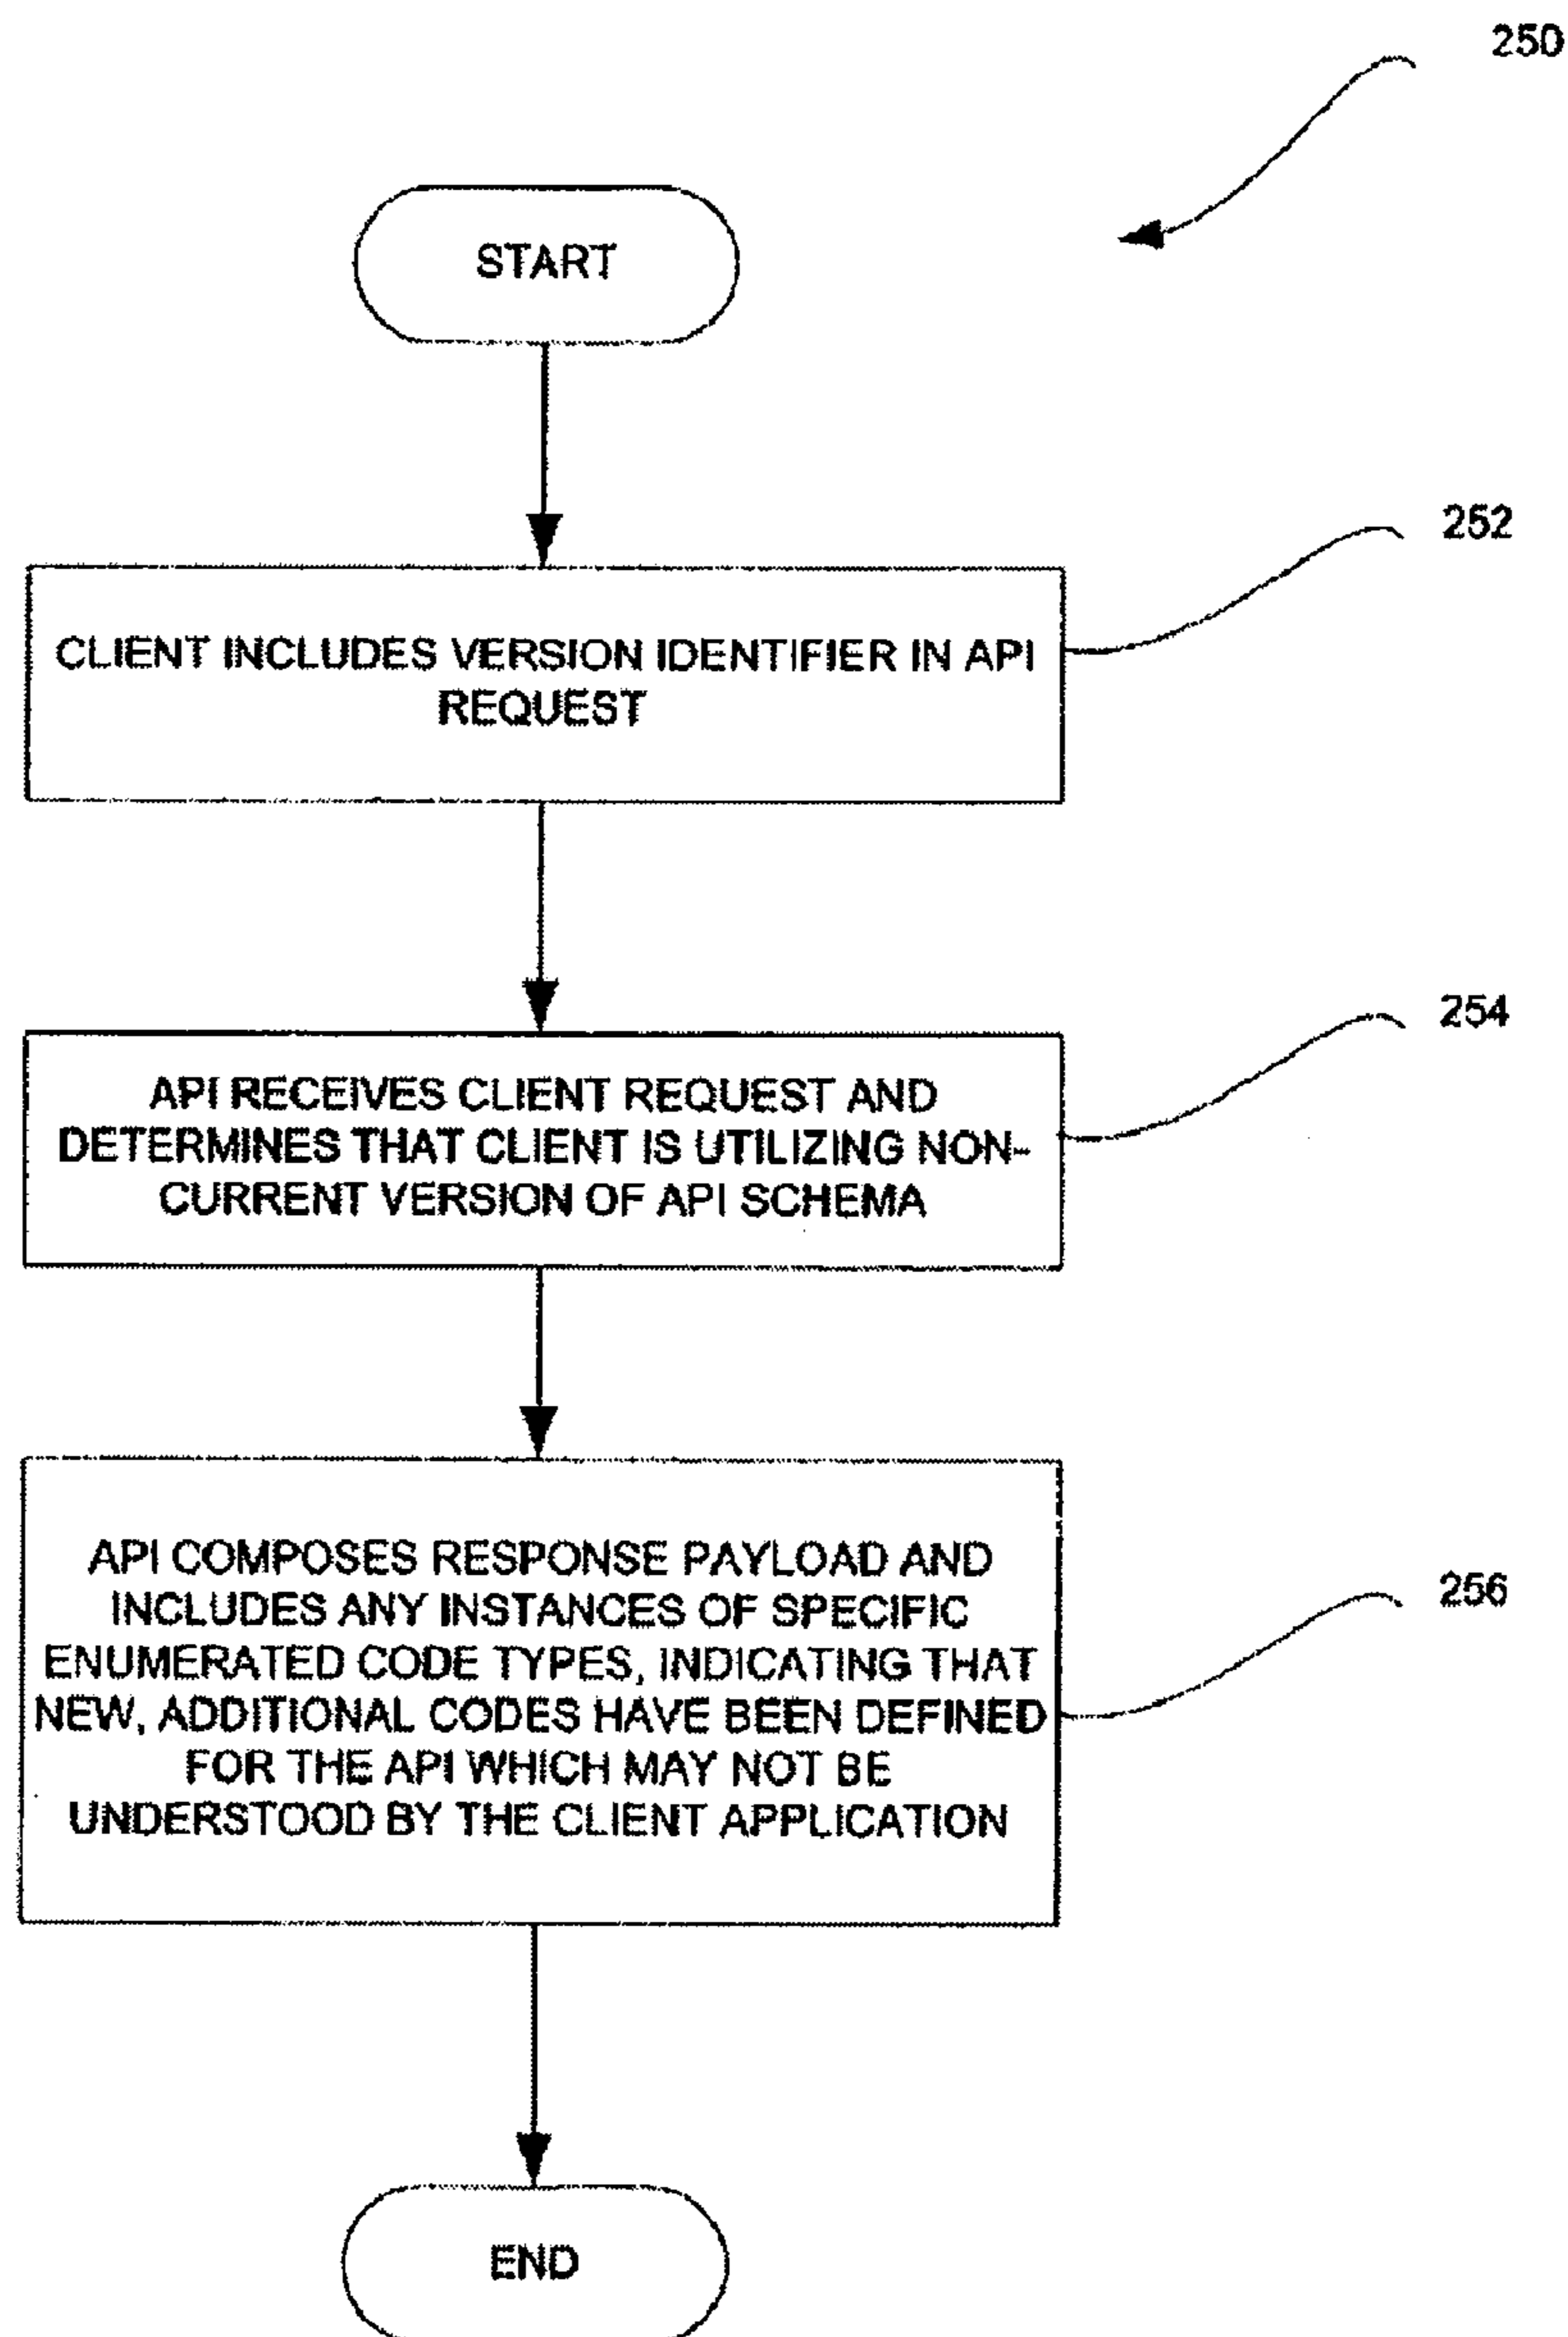 250
START
252
CLIENT INCLUDES VERSION IDENTIFIER IN API
REQUEST
254
API RECEIVES CLIENT REQUEST AND
DETERMINES THAT CLIENT IS UTILIZING NON-
CURRENT VERSION OF API SCHEMA
256
API COMPOSES RESPONSE PAYLOAD AND
INCLUDES ANY INSTANCES OF SPECIFIC
ENUMERATED CODE TYPES, INDICATING THAT
NEW, ADDITIONAL CODES HAVE BEEN DEFINED
FOR THE API WHICH MAY NOT BE
UNDERSTOOD BY THE CLIENT APPLICATION
END